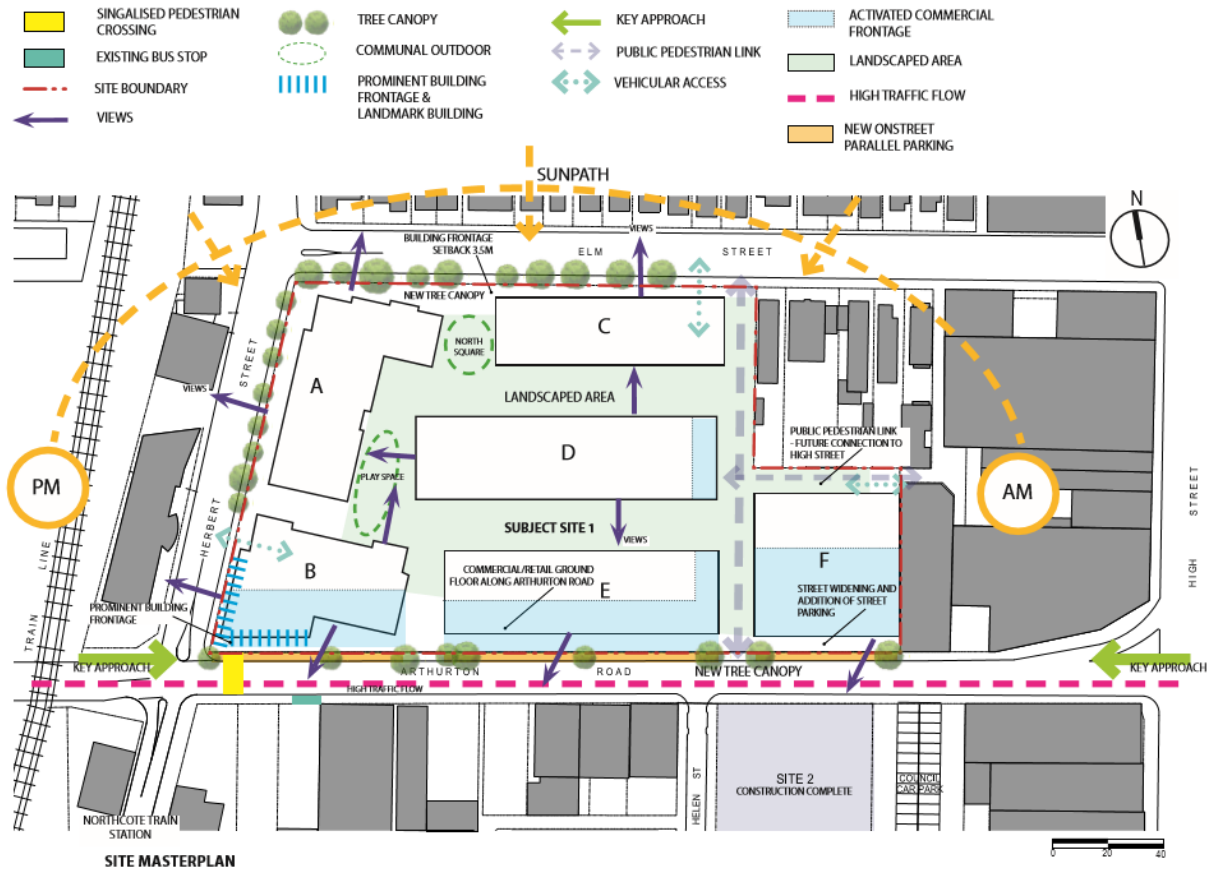 SINGALISED PEDESTRIAN
CROSSING
EXISTING BUS STOP
SITE BOUNDARY
VIEWS
TREE CANOPY
COMMUNAL OUTDOOR
PROMINENT BUILDING
FRONTAGE &
LANDMARK BUILDING
KEY APPROACH
PUBLIC PEDESTRIAN LINK
VEHICULAR ACCESS
ACTIVATED COMMERCIAL
FRONTAGE
LANDSCAPED AREA
HIGH TRAFFIC FLOW
NEW ONSTREET
PARALLEL PARKING
SUNPATH
N
BUILDING FRONTAGE
SETBACK 3.5M
VIEWS
ELM STREET
NEW TREE CANOPY
C
NORTH
SQUARE
A
STREET
VIEWS
LANDSCAPED AREA
PUBLIC PEDESTRIAN LINK
- FUTURE CONNECTION TO
HIGH STREET
D
PM
PLAY SPACE
AM
SUBJECT SITE 1
VIEWS
HERBERT
HIGH STREET
TRAIN LINE
B
COMMERCIAL/RETAIL GROUND
FLOOR ALONG ARTHURTON ROAD
E
F
STREET WIDENING AND
ADDITION OF STREET
PARKING
PROMINENT BUILDING
FRONTAGE
KEY APPROACH
ARTHURTON ROAD
NEW TREE CANOPY
KEY APPROACH
HIGH TRAFFIC FLOW
HELEN ST
SITE 2
CONSTRUCTION COMPLETE
COUNCIL
CAR PARK
NORTHCOTE TRAIN
STATION
SITE MASTERPLAN
0 20 40